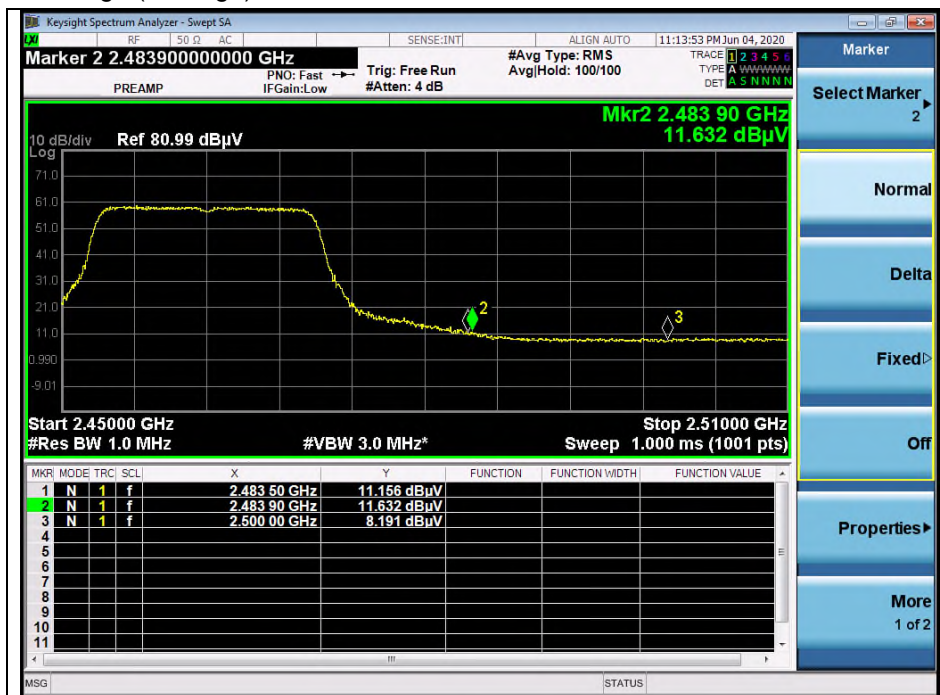 Keysight Spectrum Analyzer - Swept SA
LXI RF 50 Ω AC SENSE:INT ALIGN AUTO 11:13:53 PM Jun 04, 2020
Marker 2 2.483900000000 GHz
PREAMP
PNO: Fast
IFGain:Low
Trig: Free Run
#Atten: 4 dB
#Avg Type: RMS
Avg|Hold: 100/100
TRACE 1 2 3 4 5 6
TYPE A WWWWW
DET A S N N N N
Mkr2 2.483 90 GHz
11.632 dBµV
10 dB/div Ref 80.99 dBµV
Log
71.0
61.0
51.0
41.0
31.0
21.0
11.0
0.990
-9.01
2
3
Start 2.45000 GHz Stop 2.51000 GHz
#Res BW 1.0 MHz #VBW 3.0 MHz* Sweep 1.000 ms (1001 pts)
MKR MODE TRC SCL X Y FUNCTION FUNCTION WIDTH FUNCTION VALUE
1 N 1 f 2.483 50 GHz 11.156 dBµV
2 N 1 f 2.483 90 GHz 11.632 dBµV
3 N 1 f 2.500 00 GHz 8.191 dBµV
4
5
6
7
8
9
10
11
MSG STATUS
Marker
Select Marker
2
Normal
Delta
Fixed
Off
Properties
More
1 of 2